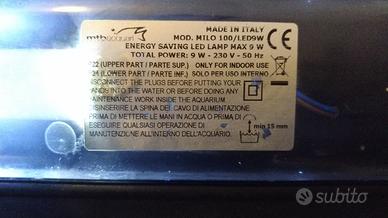 mtb acquari
MADE IN ITALY
MOD. MILO 100/LED9W
ENERGY SAVING LED LAMP MAX 9 W
TOTAL POWER: 9 W - 230 V - 50 Hz
(UPPER PART / PARTE SUP.) ONLY FOR INDOOR USE
(LOWER PART / PARTE INF.) SOLO PER USO INTERNO
DISCONNECT THE PLUGS BEFORE PUTTING YOUR
HANDS INTO THE WATER OR BEFORE DOING ANY
MAINTENANCE INSIDE THE AQUARIUM
DISINSERIRE LA SPINA DEL CAVO DI ALIMENTAZIONE
PRIMA DI METTERE LE MANI IN ACQUA O PRIMA DI
ESEGUIRE QUALSIASI OPERAZIONE DI
MANUTENZIONE ALL'INTERNO DELL'ACQUARIO.
min 15 mm
subito